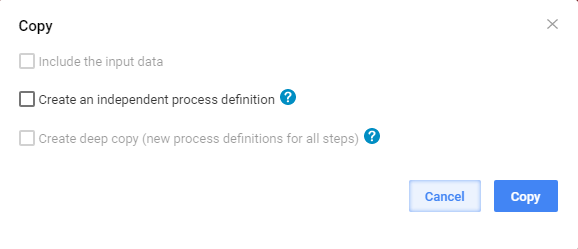 Copy
Include the input data
Create an independent process definition ?
Create deep copy (new process definitions for all steps) ?
Cancel Copy